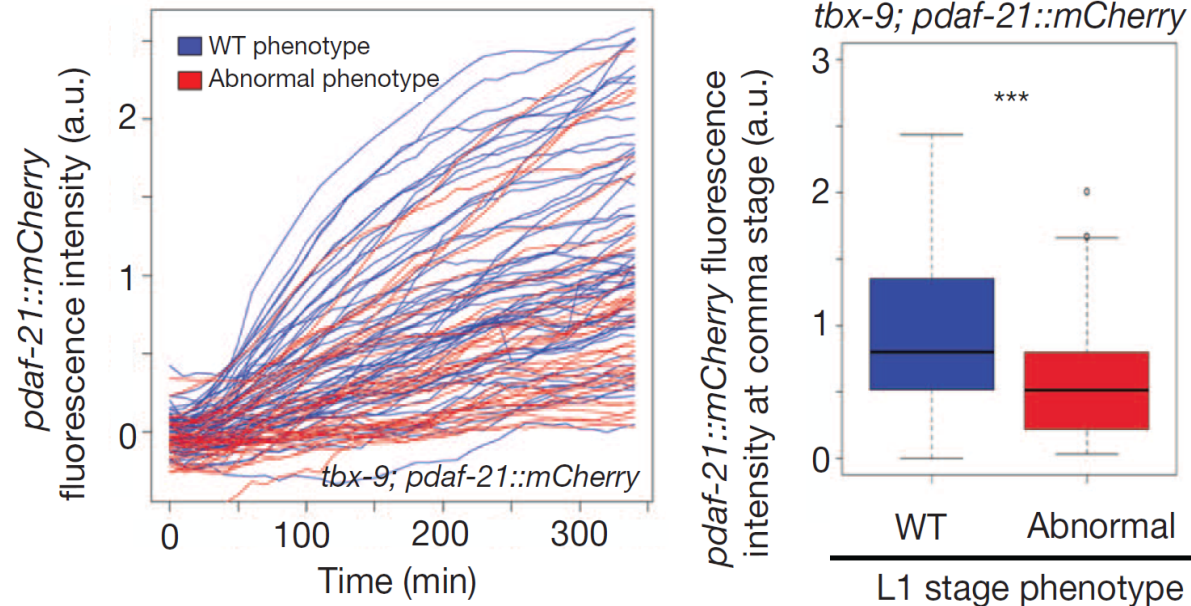 pdaf-21::mCherry
fluorescence intensity (a.u.)
WT phenotype
Abnormal phenotype
2
1
0
tbx-9; pdaf-21::mCherry
0
100
200
300
Time (min)
tbx-9; pdaf-21::mCherry
pdaf-21::mCherry fluorescence
intensity at comma stage (a.u.)
3
***
2
1
0
WT
Abnormal
L1 stage phenotype